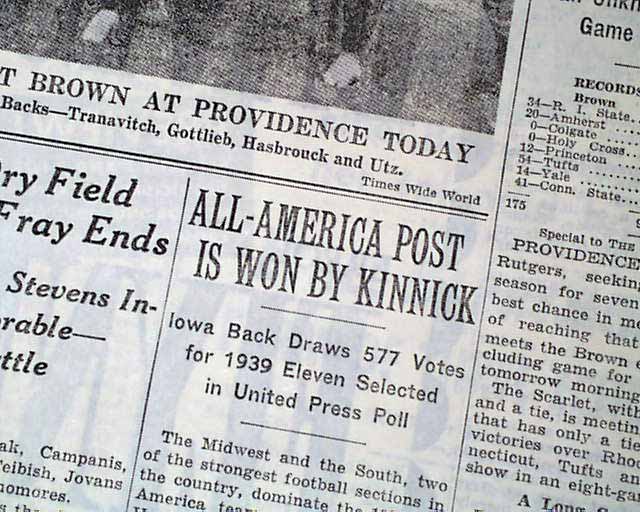 T BROWN AT PROVIDENCE TODAY
Backs—Tranavitch, Gottlieb, Hasbrouck and Utz.
Times Wide World
ry Field
Fray Ends
Stevens In-
rable—
ttle
ak, Campanis,
eibish, Jovans
nomores.
s the
ALL-AMERICA POST
IS WON BY KINNICK
Iowa Back Draws 577 Votes
for 1939 Eleven Selected
in United Press Poll
The Midwest and the South, two
of the strongest football sections in
the country, dominate the
America
Game
RECORDS
Brown
34—R. I. State.
20—Amherst
0—Colgate
0—Holy Cross
12—Princeton
54—Tufts
14—Yale
41—Conn. State
175
Special to THE
PROVIDENCE
Rutgers, seeking
season for seven
best chance in m
of reaching that
meets the Brown e
cluding game for
tomorrow morning
The Scarlet, with
and a tie, is meetin
that has only a tie
victories over Rho
necticut, Tufts an
show in an eight-ga
A Long